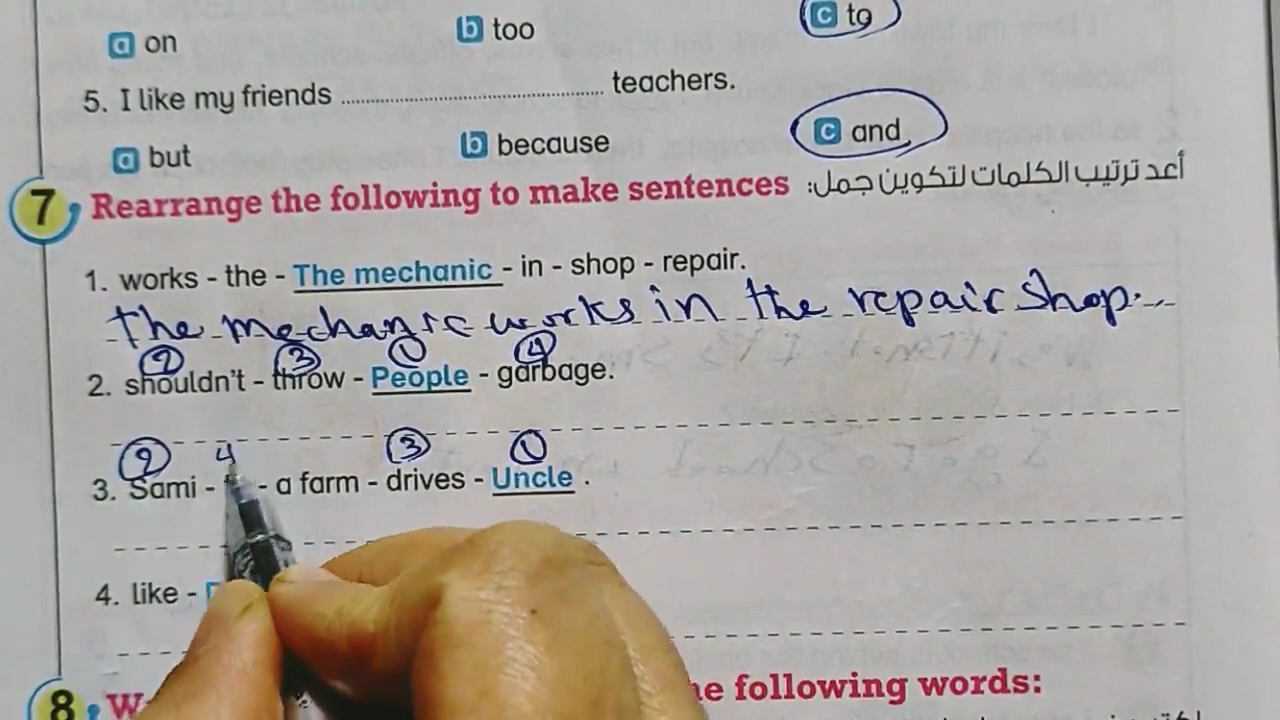 a on b too c to
5. I like my friends ........................ teachers.
a but b because c and
7 Rearrange the following to make sentences أعد ترتيب الكلمات لتكوين جمل:
1. works - the - The mechanic - in - shop - repair.
The mechanic works in the repair shop.
2 3 1 4
2. shouldn't - throw - People - garbage.
2 4 3 1
3. Sami - - a farm - drives - Uncle .
4. like -
8 following words: